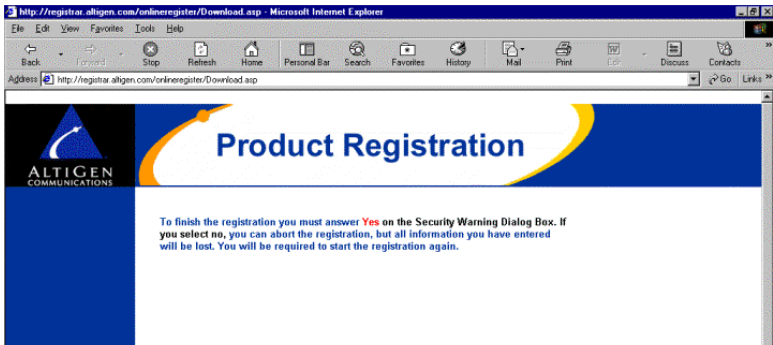 http://registrar.altigen.com/onlineregister/Download.asp - Microsoft Internet Explorer
File Edit View Favorites Tools Help
Back Forward Stop Refresh Home Personal Bar Search Favorites History Mail Print Edit Discuss Contacts »
Address http://registrar.altigen.com/onlineregister/Download.asp Go Links »
ALTIGEN
COMMUNICATIONS
Product Registration
To finish the registration you must answer Yes on the Security Warning Dialog Box. If
you select no, you can abort the registration, but all information you have entered
will be lost. You will be required to start the registration again.